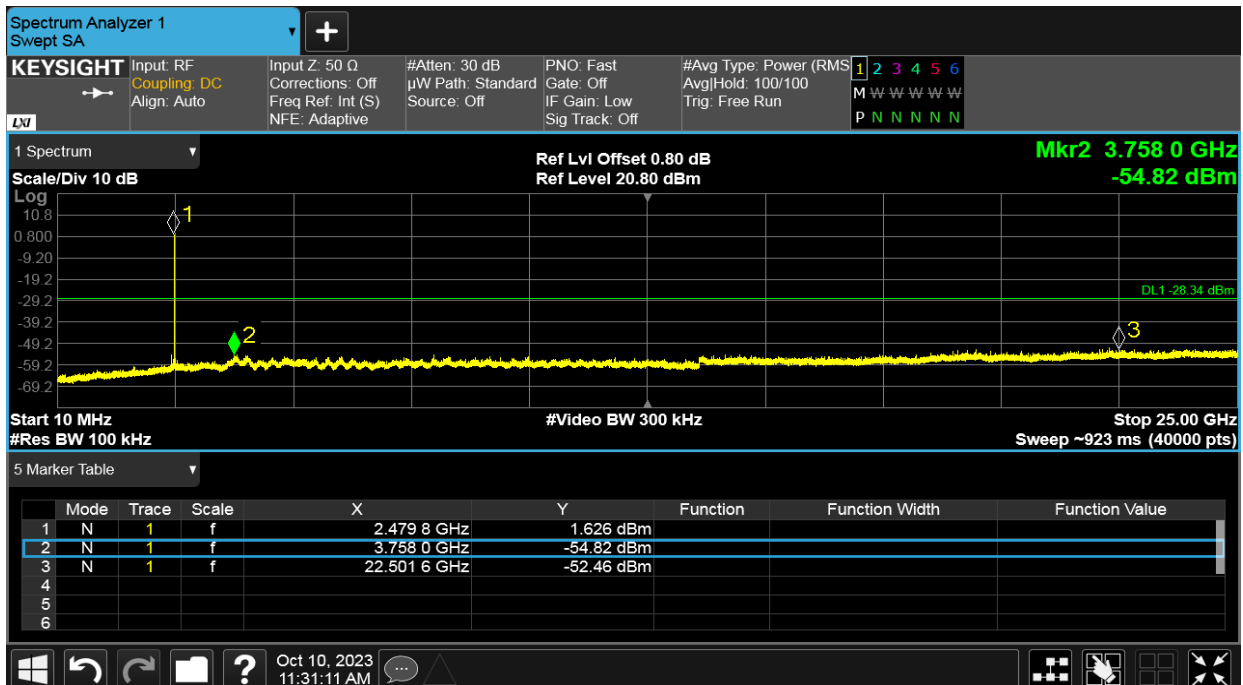 Spectrum Analyzer 1
Swept SA
+
KEYSIGHT
LXI
Input: RF
Coupling: DC
Align: Auto
Input Z: 50 Ω
Corrections: Off
Freq Ref: Int (S)
NFE: Adaptive
#Atten: 30 dB
µW Path: Standard
Source: Off
PNO: Fast
Gate: Off
IF Gain: Low
Sig Track: Off
#Avg Type: Power (RMS
Avg|Hold: 100/100
Trig: Free Run
1 2 3 4 5 6
M W W W W W
P N N N N N
1 Spectrum
Scale/Div 10 dB
Ref Lvl Offset 0.80 dB
Ref Level 20.80 dBm
Mkr2 3.758 0 GHz
-54.82 dBm
Log
10.8
0.800
-9.20
-19.2
-29.2
-39.2
-49.2
-59.2
-69.2
1
2
3
DL1 -28.34 dBm
Start 10 MHz
#Video BW 300 kHz
Stop 25.00 GHz
#Res BW 100 kHz
Sweep ~923 ms (40000 pts)
5 Marker Table
Mode Trace Scale X Y Function Function Width Function Value
1 N 1 f 2.479 8 GHz 1.626 dBm
2 N 1 f 3.758 0 GHz -54.82 dBm
3 N 1 f 22.501 6 GHz -52.46 dBm
4
5
6
?
Oct 10, 2023
11:31:11 AM